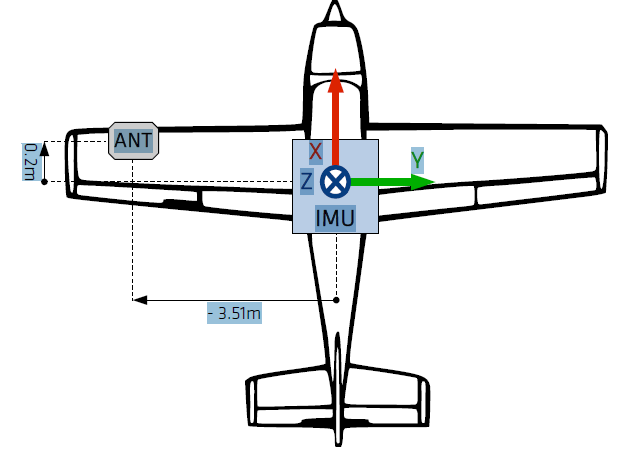 ANT
0.2m
X
Y
Z
IMU
- 3.51m